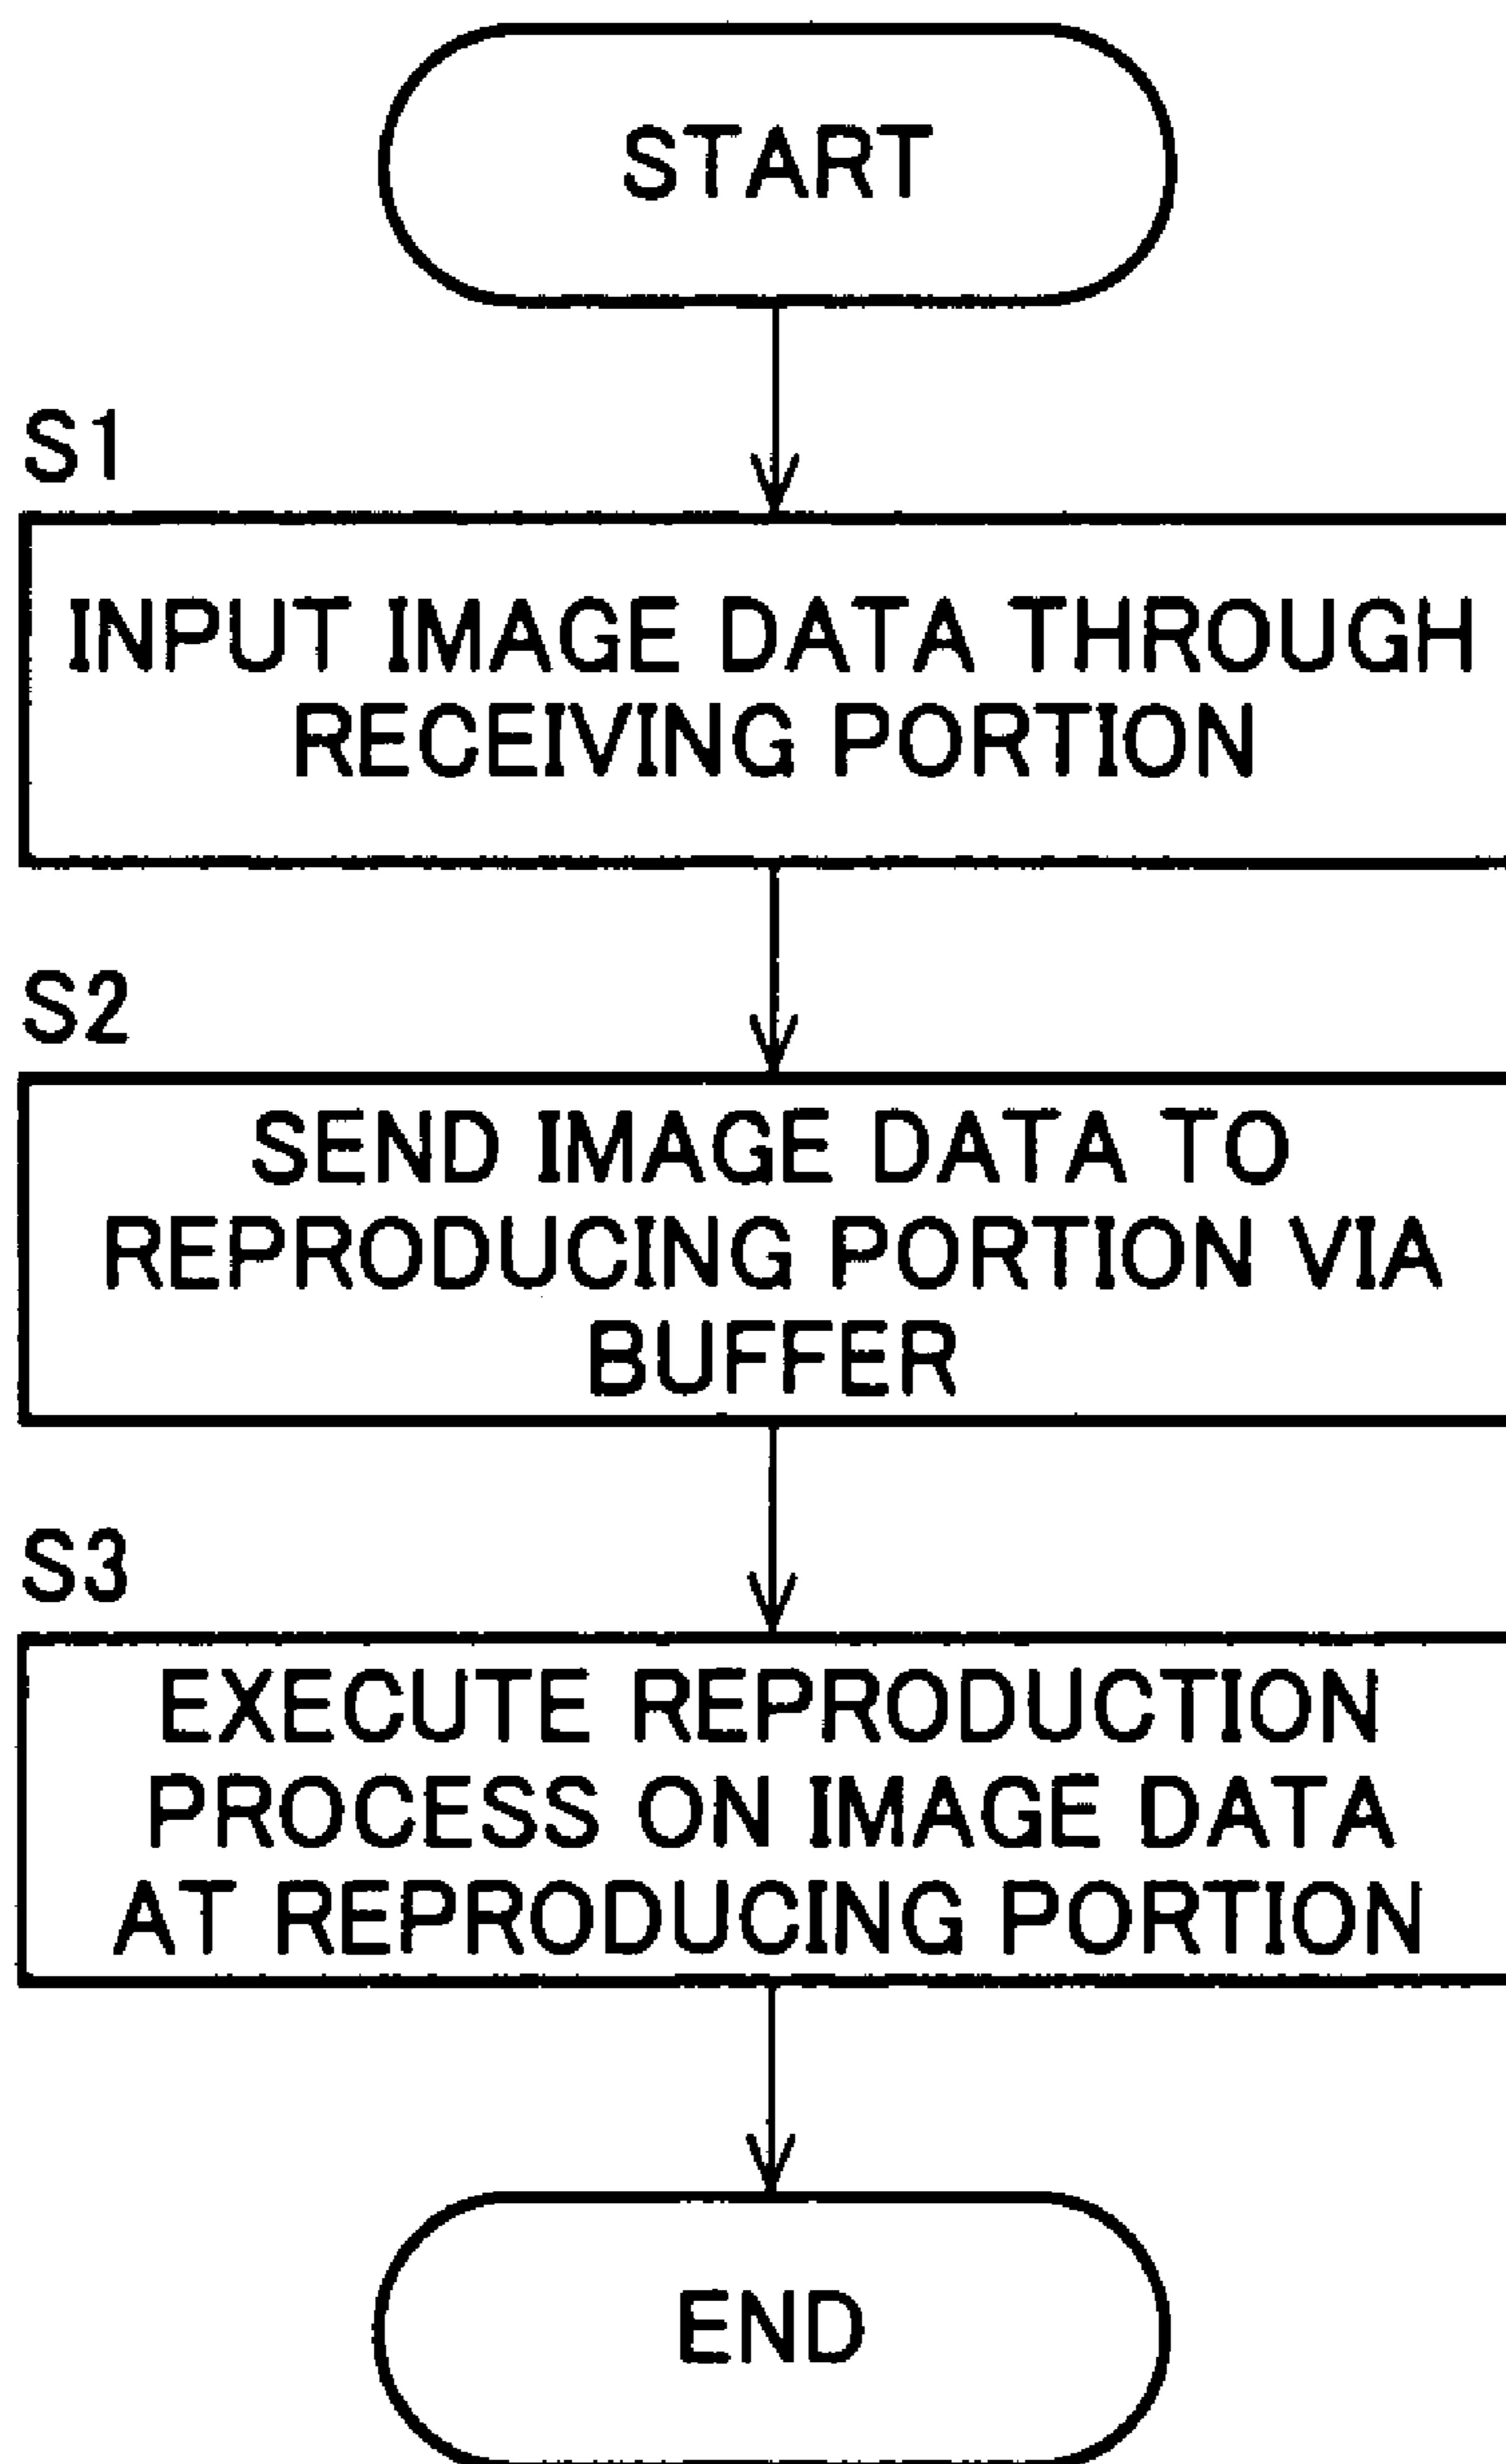 START
S1
INPUT IMAGE DATA THROUGH
RECEIVING PORTION
S2
SEND IMAGE DATA TO
REPRODUCING PORTION VIA
BUFFER
S3
EXECUTE REPRODUCTION
PROCESS ON IMAGE DATA
AT REPRODUCING PORTION
END